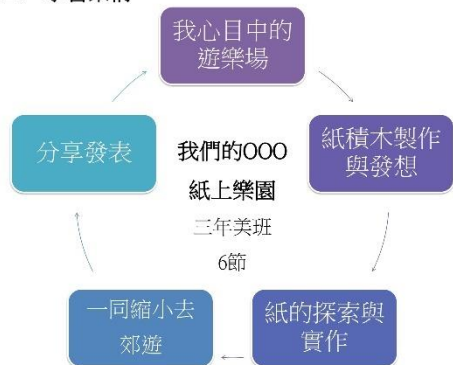 我心目中的
遊樂場
紙積木製作
與發想
紙的探索與
實作
一同縮小去
郊遊
分享發表
我們的OOO
紙上樂園
三年美班
6節